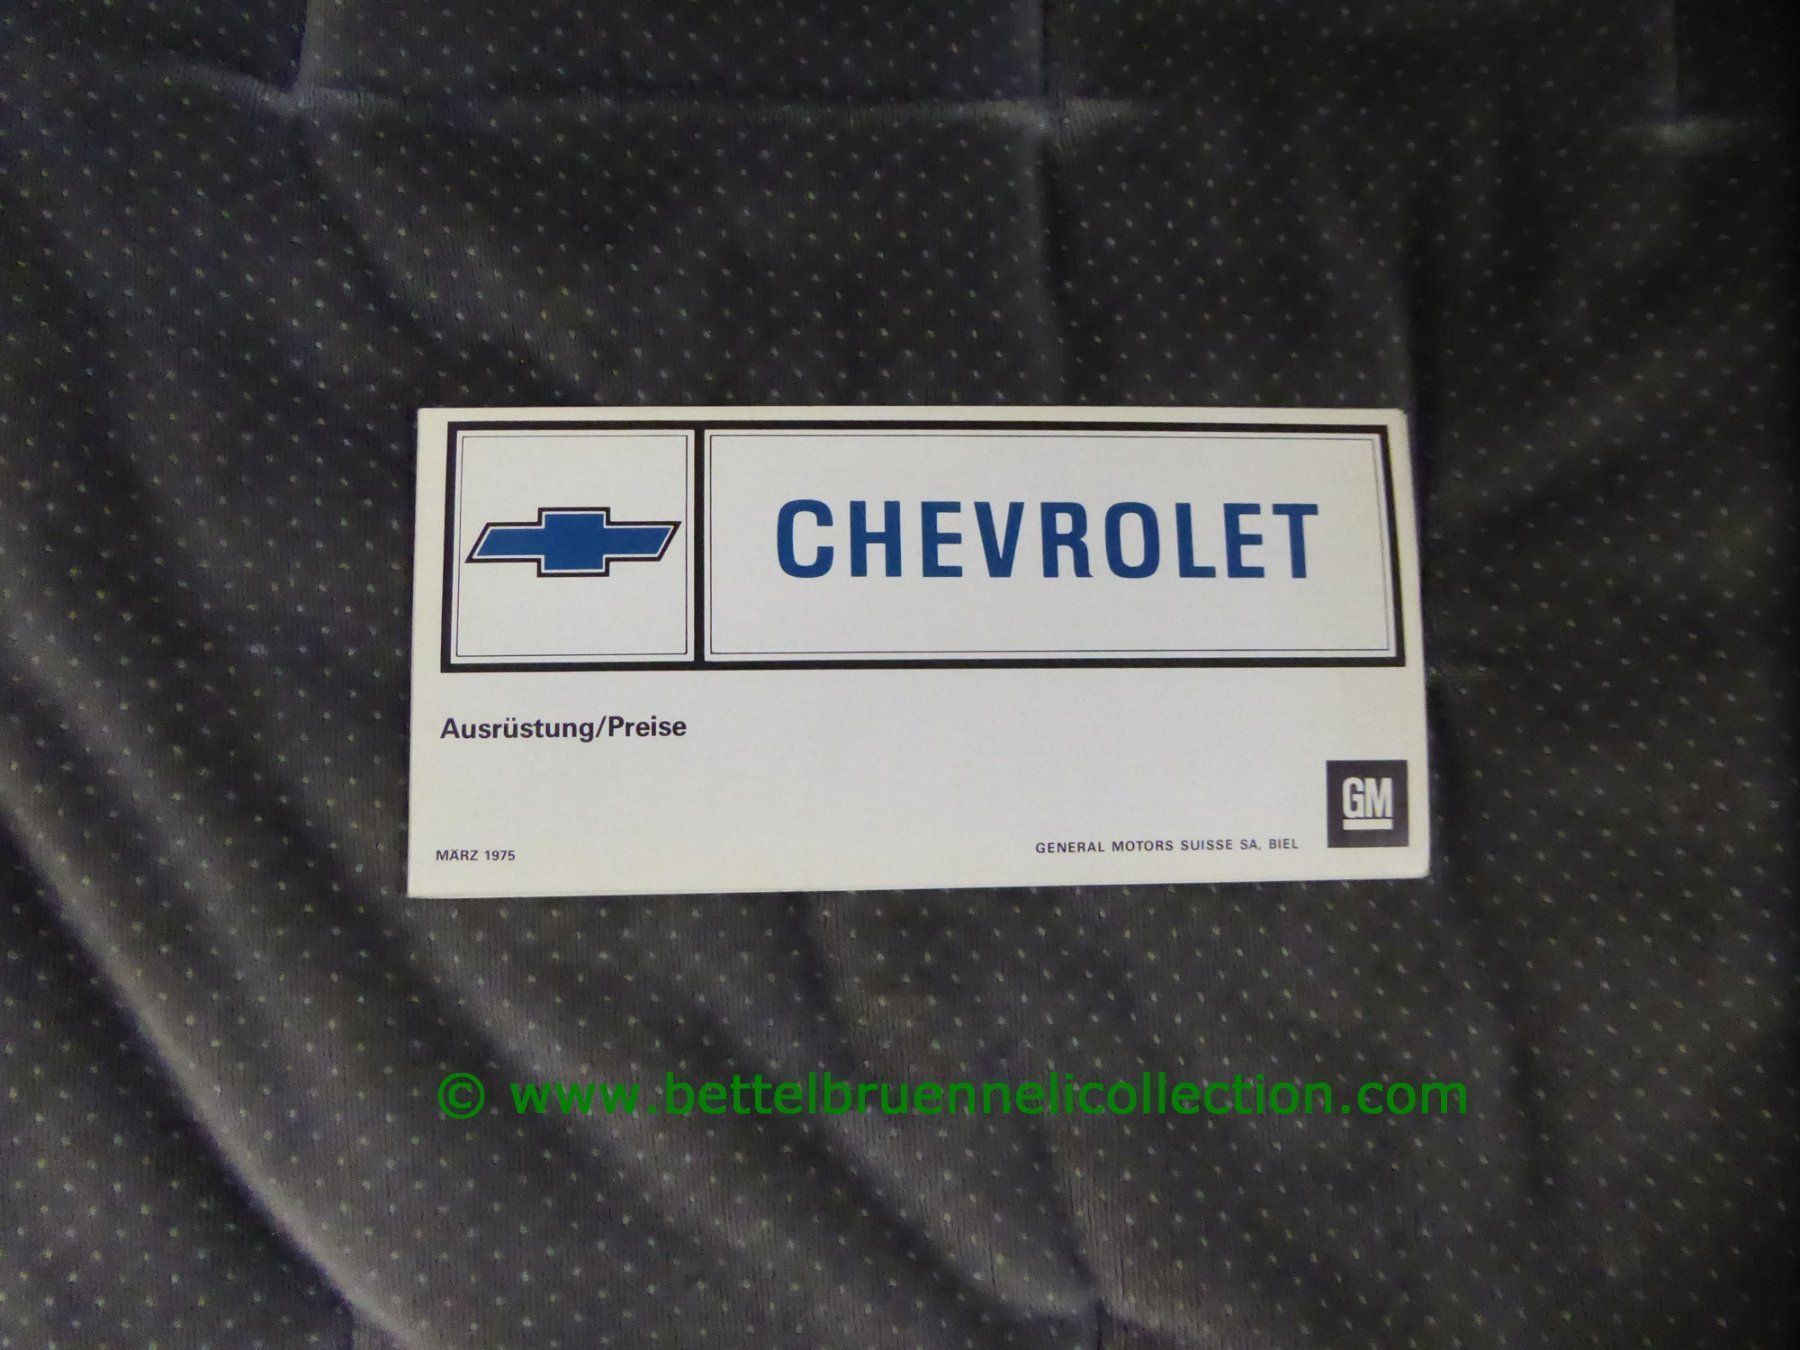 CHEVROLET
Ausrüstung/Preise
GM
MÄRZ 1975
GENERAL MOTORS SUISSE SA, BIEL
© www.bettelbruennelicollection.com